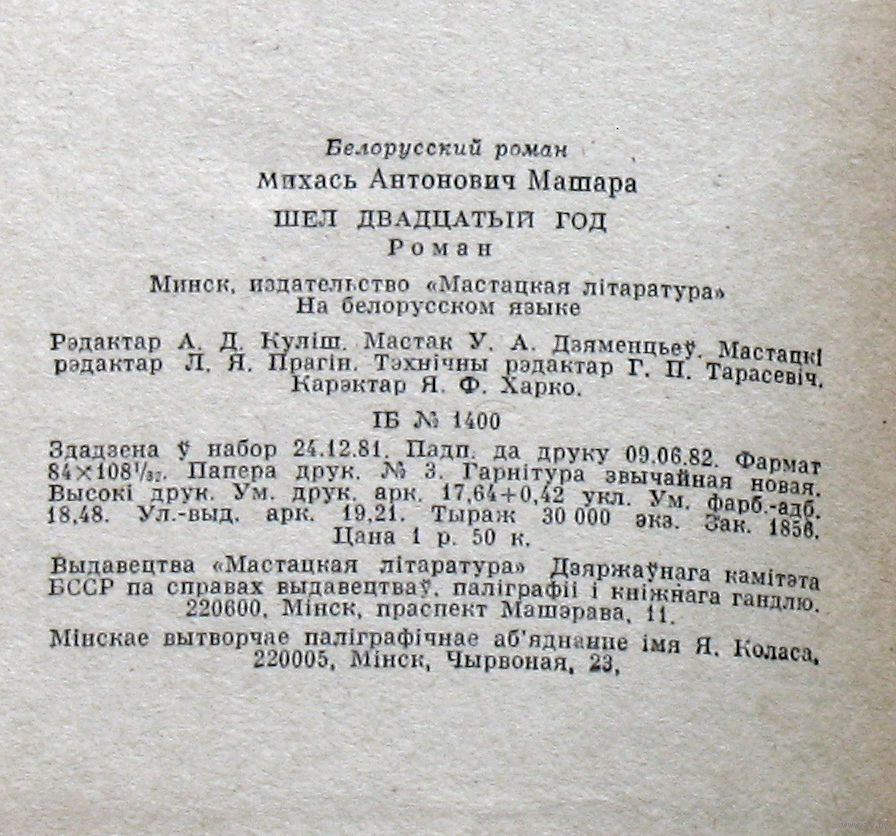 Белорусский роман
Михась Антонович Машара
ШЕЛ ДВАДЦАТЫЙ ГОД
Роман
Минск, издательство «Мастацкая літаратура»
На белорусском языке
Рэдактар А. Д. Куліш. Мастак У. А. Дзяменцьеў. Мастацкі
рэдактар Л. Я. Прагін. Тэхнічны рэдактар Г. П. Тарасевіч.
Карэктар Я. Ф. Харко.
ІБ № 1400
Здадзена ў набор 24.12.81. Падп. да друку 09.06.82. Фармат
84×108¹/₃₂. Папера друк. № 3. Гарнітура звычайная новая.
Высокі друк. Ум. друк. арк. 17,64+0,42 укл. Ум. фарб.-адб.
18,48. Ул.-выд. арк. 19,21. Тыраж 30 000 экз. Зак. 1856.
Цана 1 р. 50 к.
Выдавецтва «Мастацкая літаратура» Дзяржаўнага камітэта
БССР па справах выдавецтваў, паліграфіі і кніжнага гандлю.
220600, Мінск, праспект Машэрава, 11.
Мінскае вытворчае паліграфічнае аб'яднанне імя Я. Коласа,
220005, Мінск, Чырвоная, 23,